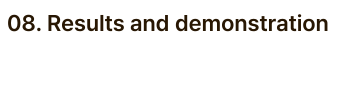 08. Results and demonstration